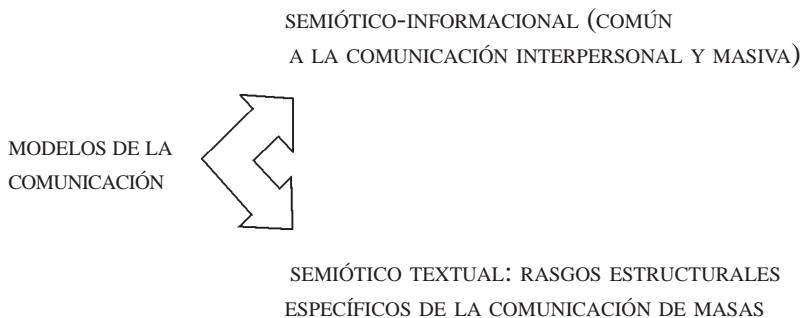 SEMIÓTICO-INFORMACIONAL (COMÚN
A LA COMUNICACIÓN INTERPERSONAL Y MASIVA)
MODELOS DE LA
COMUNICACIÓN
SEMIÓTICO TEXTUAL: RASGOS ESTRUCTURALES
ESPECÍFICOS DE LA COMUNICACIÓN DE MASAS